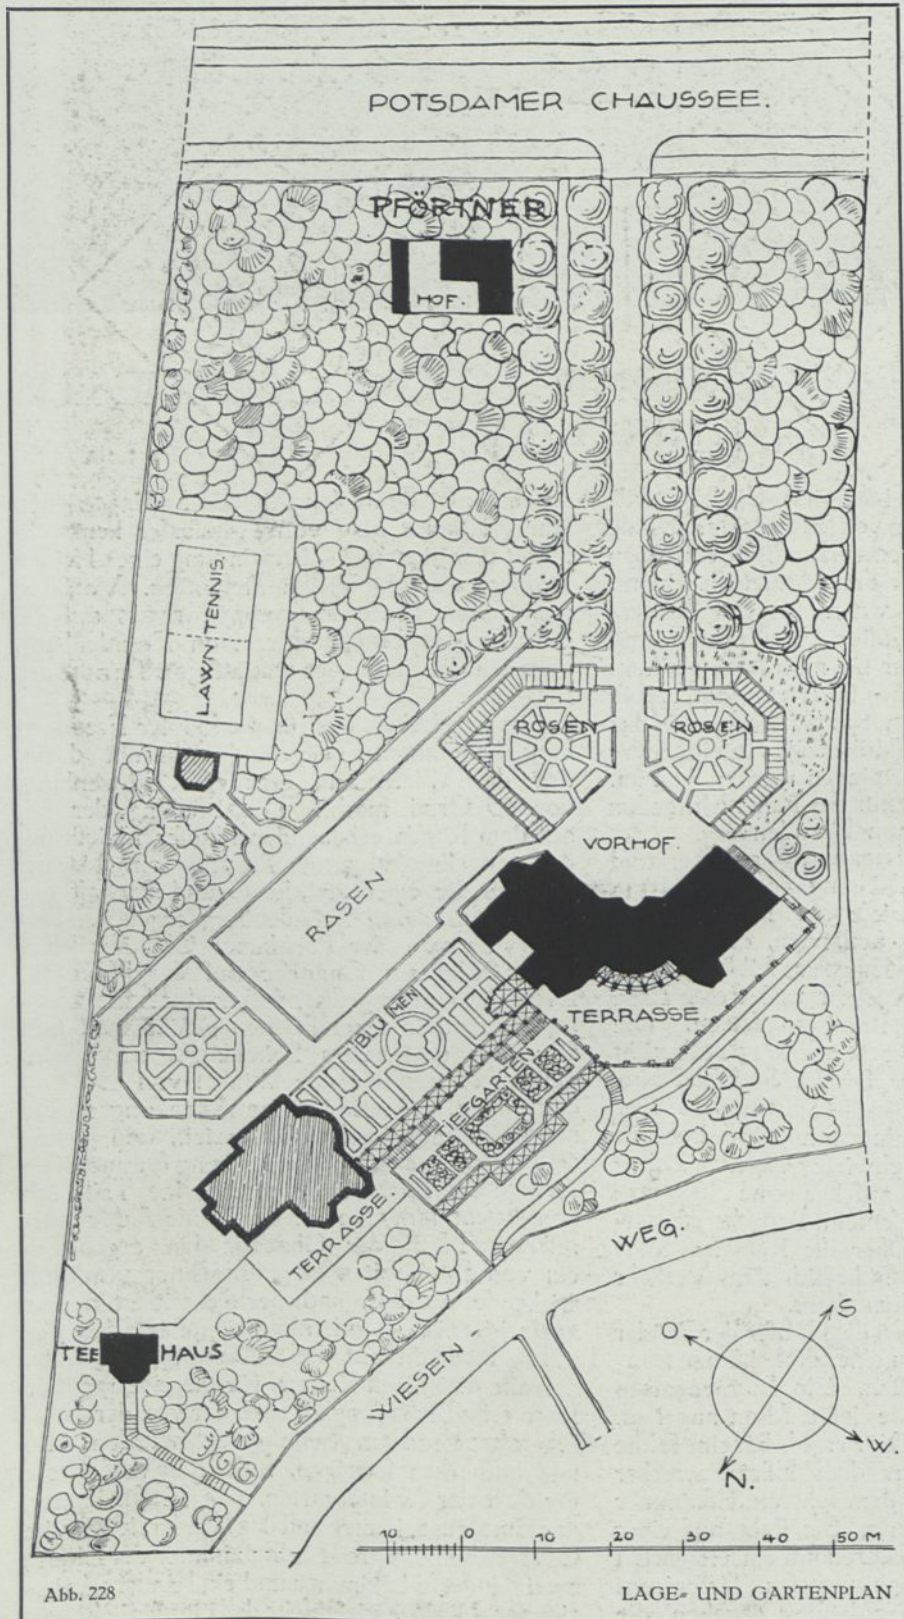 POTSDAMER CHAUSSEE.
PFÖRTNER
HOF.
LAWN TENNIS.
ROSEN
ROSEN
VORHOF.
RASEN
BLUMEN
TERRASSE
TIEFGARTEN
TERRASSE.
WIESEN - WEG.
TEE HAUS
O
S
W.
N.
10 0 10 20 30 40 50 M
Abb. 228
LAGE- UND GARTENPLAN